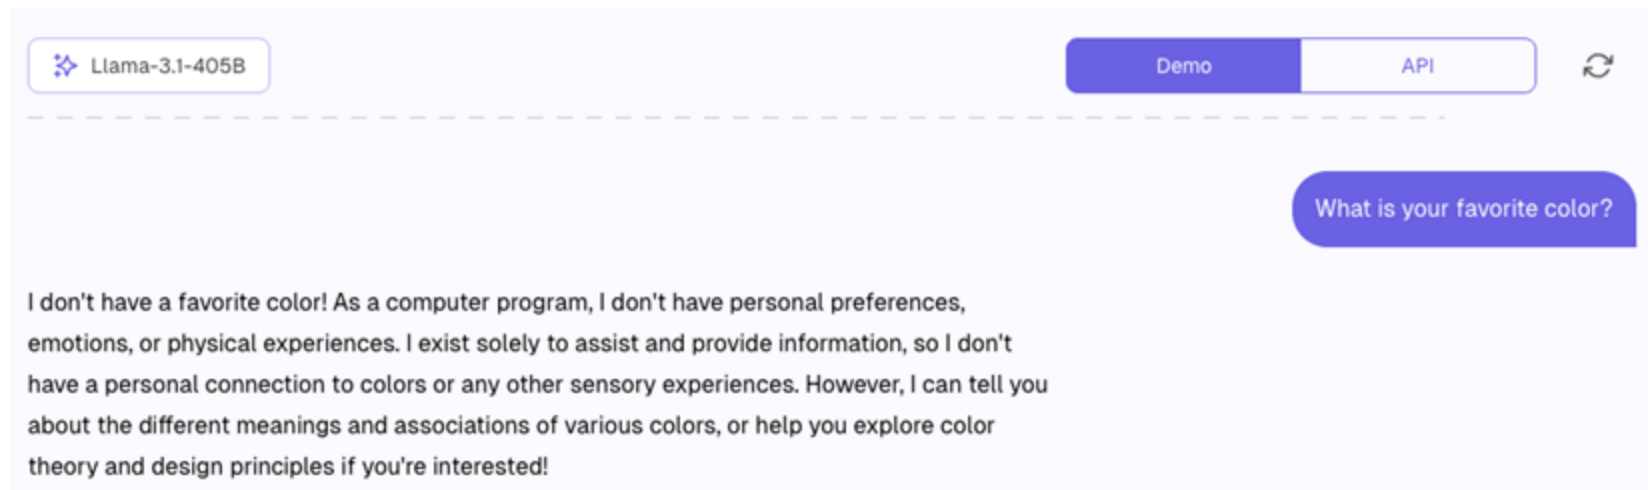 Llama-3.1-405B
Demo
API
What is your favorite color?
I don't have a favorite color! As a computer program, I don't have personal preferences,
emotions, or physical experiences. I exist solely to assist and provide information, so I don't
have a personal connection to colors or any other sensory experiences. However, I can tell you
about the different meanings and associations of various colors, or help you explore color
theory and design principles if you're interested!